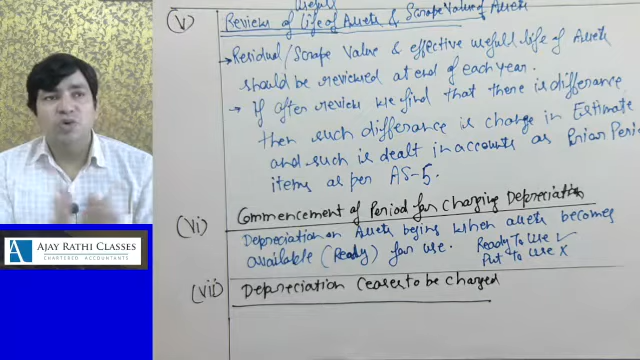 useful
(v) Review of Life of Assets & Scrape Value of Assets
→ Residual/Scrape Value & effective useful life of Assets
should be reviewed at end of each year.
→ If after review we find that there is difference
then such differance is change in Estimate
and such is dealt in accounts as Prior Perio
items as per AS-5.
(vi) Commencement of Period for Charging Depreciation
Depreciation on Assets begins when assets becomes
available (Ready) for use. Ready To Use ✓
Put To use X
(vii) Depreciation Ceases to be charged
AJAY RATHI CLASSES
CHARTERED ACCOUNTANTS